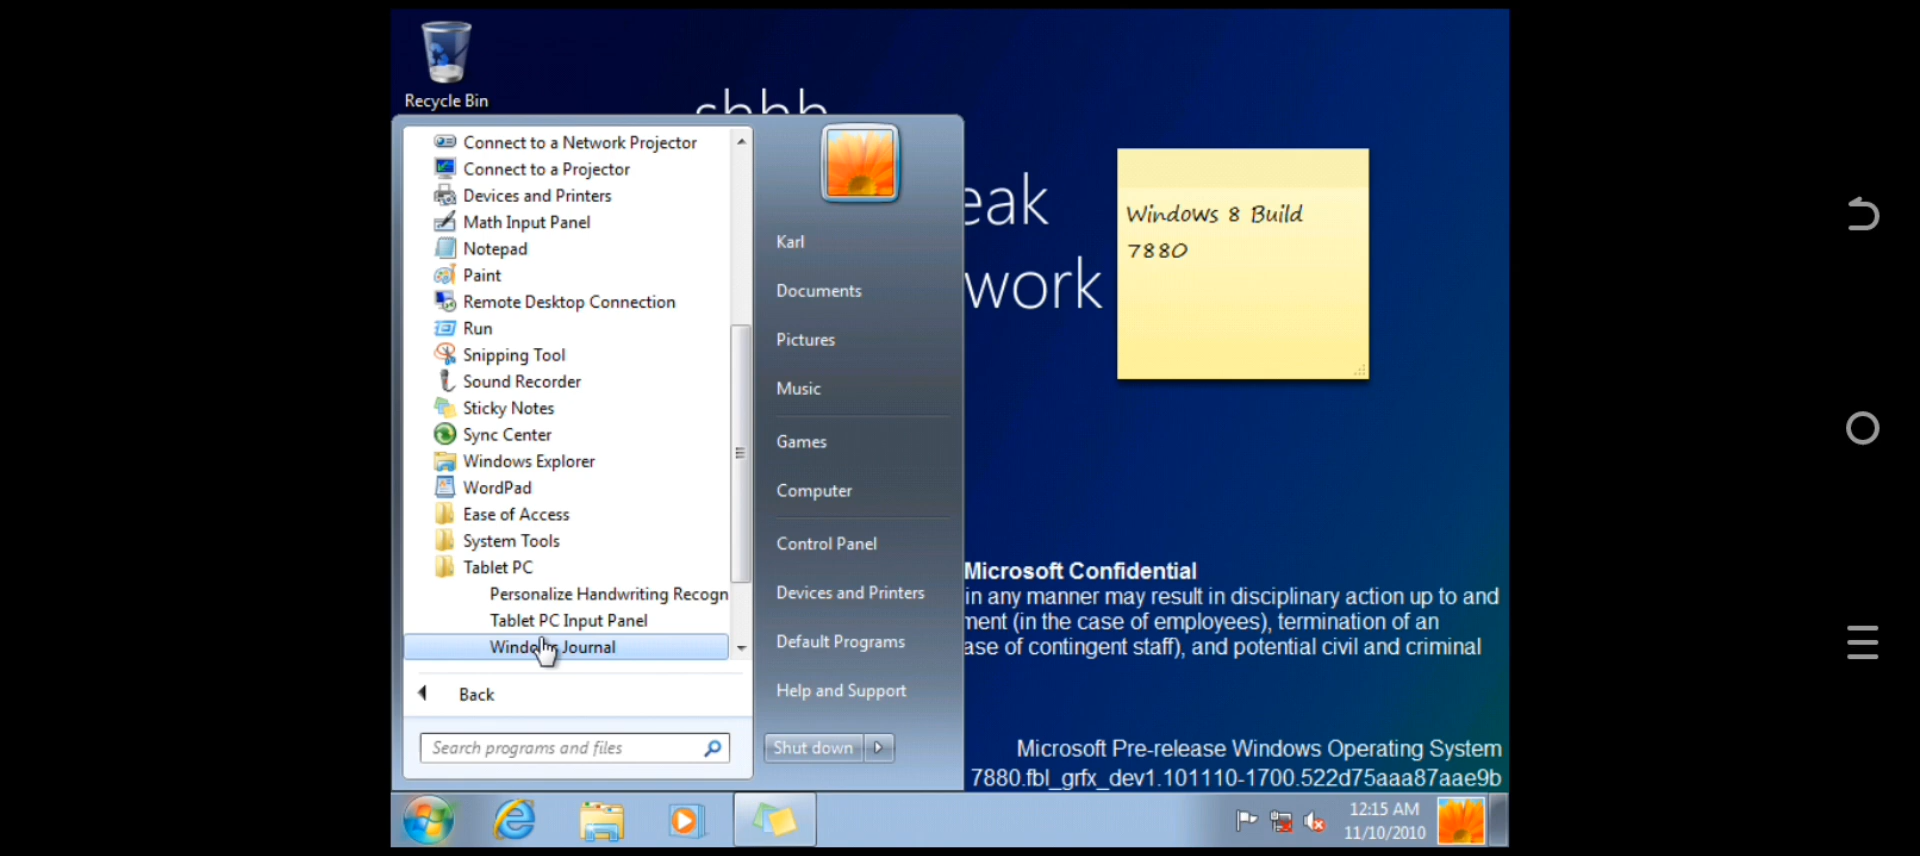 Recycle Bin
shhh
eak
work
Connect to a Network Projector
Connect to a Projector
Devices and Printers
Math Input Panel
Notepad
Paint
Remote Desktop Connection
Run
Snipping Tool
Sound Recorder
Sticky Notes
Sync Center
Windows Explorer
WordPad
Ease of Access
System Tools
Tablet PC
Personalize Handwriting Recogn
Tablet PC Input Panel
Windows Journal
Back
Search programs and files
Karl
Documents
Pictures
Music
Games
Computer
Control Panel
Devices and Printers
Default Programs
Help and Support
Shut down
Windows 8 Build
7880
Microsoft Confidential
in any manner may result in disciplinary action up to and
ment (in the case of employees), termination of an
ase of contingent staff), and potential civil and criminal
Microsoft Pre-release Windows Operating System
7880.fbl_grfx_dev1.101110-1700.522d75aaa87aae9b
12:15 AM
11/10/2010